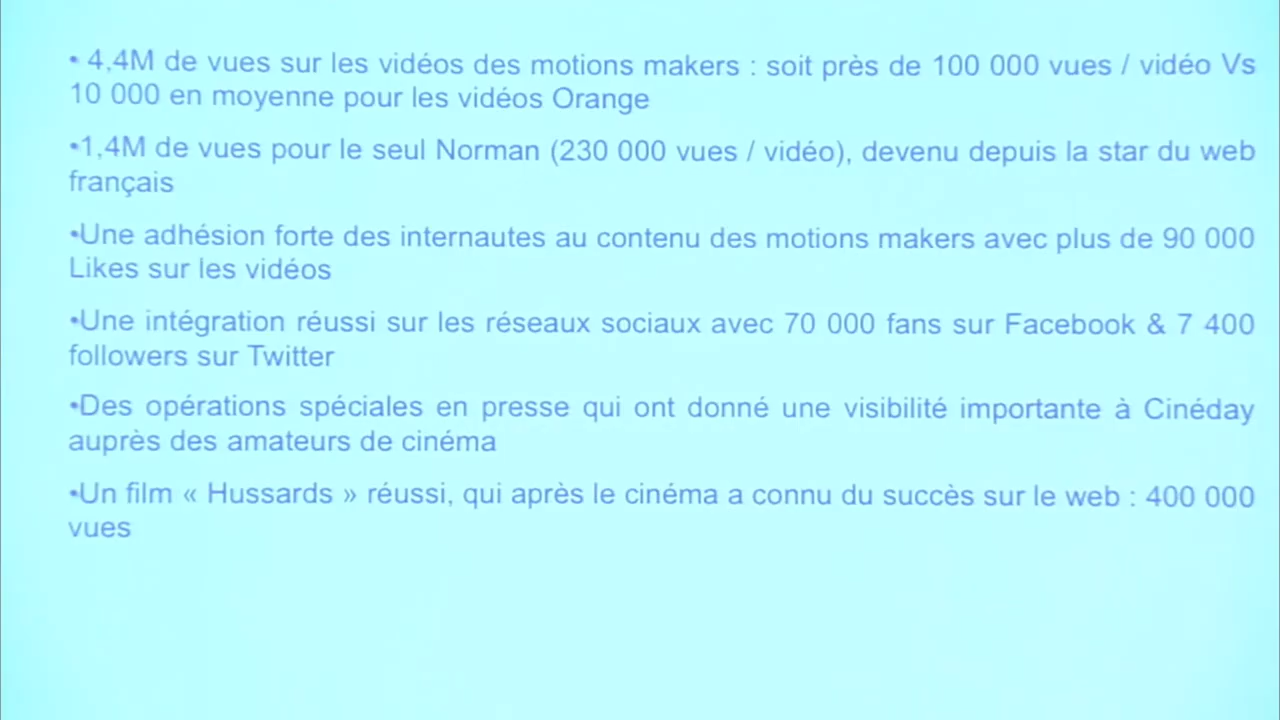 • 4,4M de vues sur les vidéos des motions makers : soit près de 100 000 vues / vidéo Vs
10 000 en moyenne pour les vidéos Orange
•1,4M de vues pour le seul Norman (230 000 vues / vidéo), devenu depuis la star du web
français
•Une adhésion forte des internautes au contenu des motions makers avec plus de 90 000
Likes sur les vidéos
•Une intégration réussi sur les réseaux sociaux avec 70 000 fans sur Facebook & 7 400
followers sur Twitter
•Des opérations spéciales en presse qui ont donné une visibilité importante à Cinéday
auprès des amateurs de cinéma
•Un film « Hussards » réussi, qui après le cinéma a connu du succès sur le web : 400 000
vues